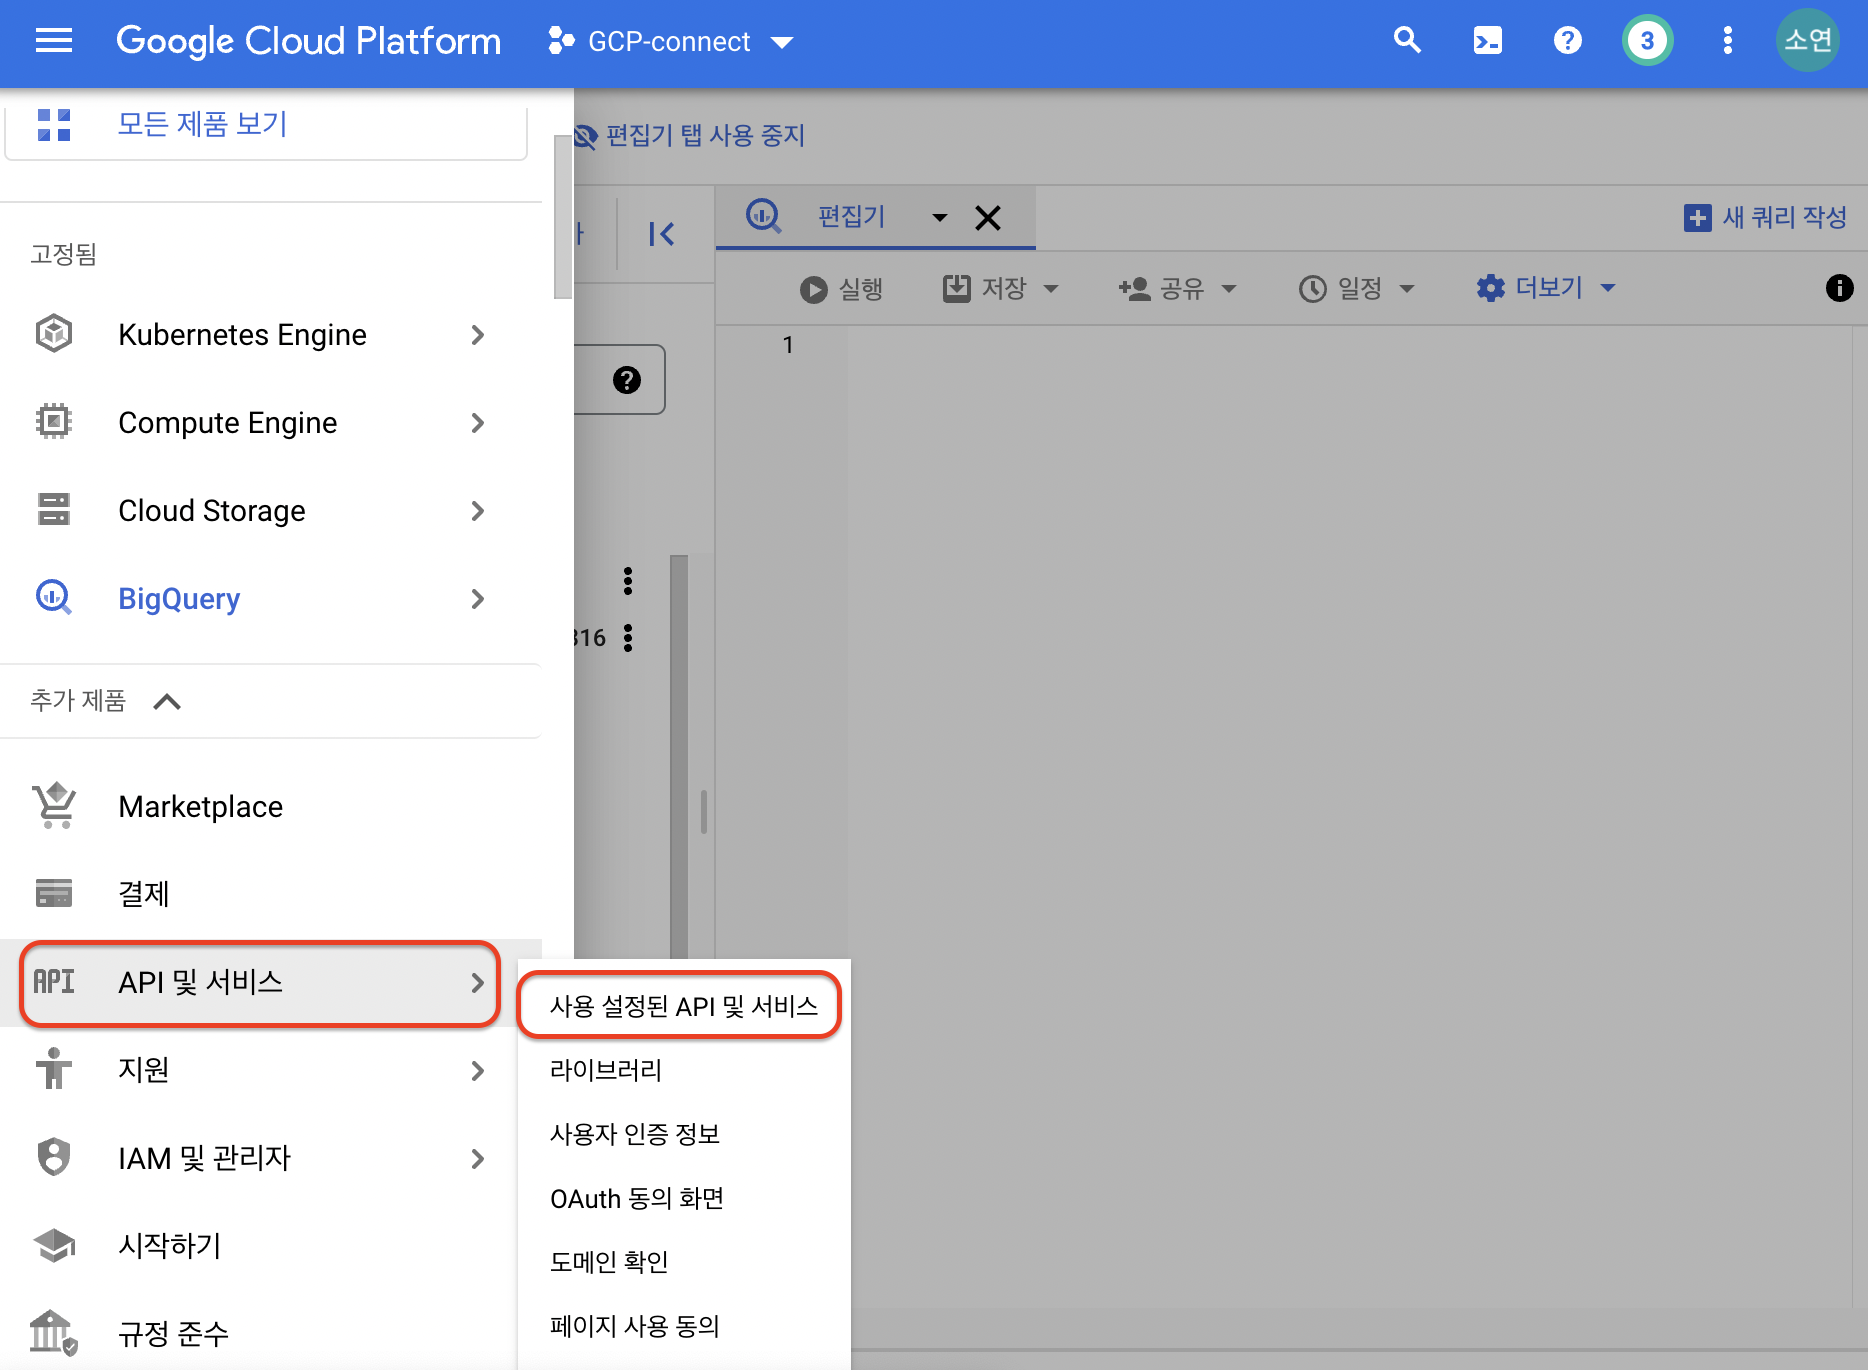 Google Cloud Platform
GCP-connect
3
소연
모든 제품 보기
편집기 탭 사용 중지
고정됨
편집기
새 쿼리 작성
실행
저장
공유
일정
더보기
1
Kubernetes Engine
Compute Engine
Cloud Storage
BigQuery
316
추가 제품
Marketplace
결제
API API 및 서비스
사용 설정된 API 및 서비스
라이브러리
지원
사용자 인증 정보
IAM 및 관리자
OAuth 동의 화면
시작하기
도메인 확인
페이지 사용 동의
규정 준수